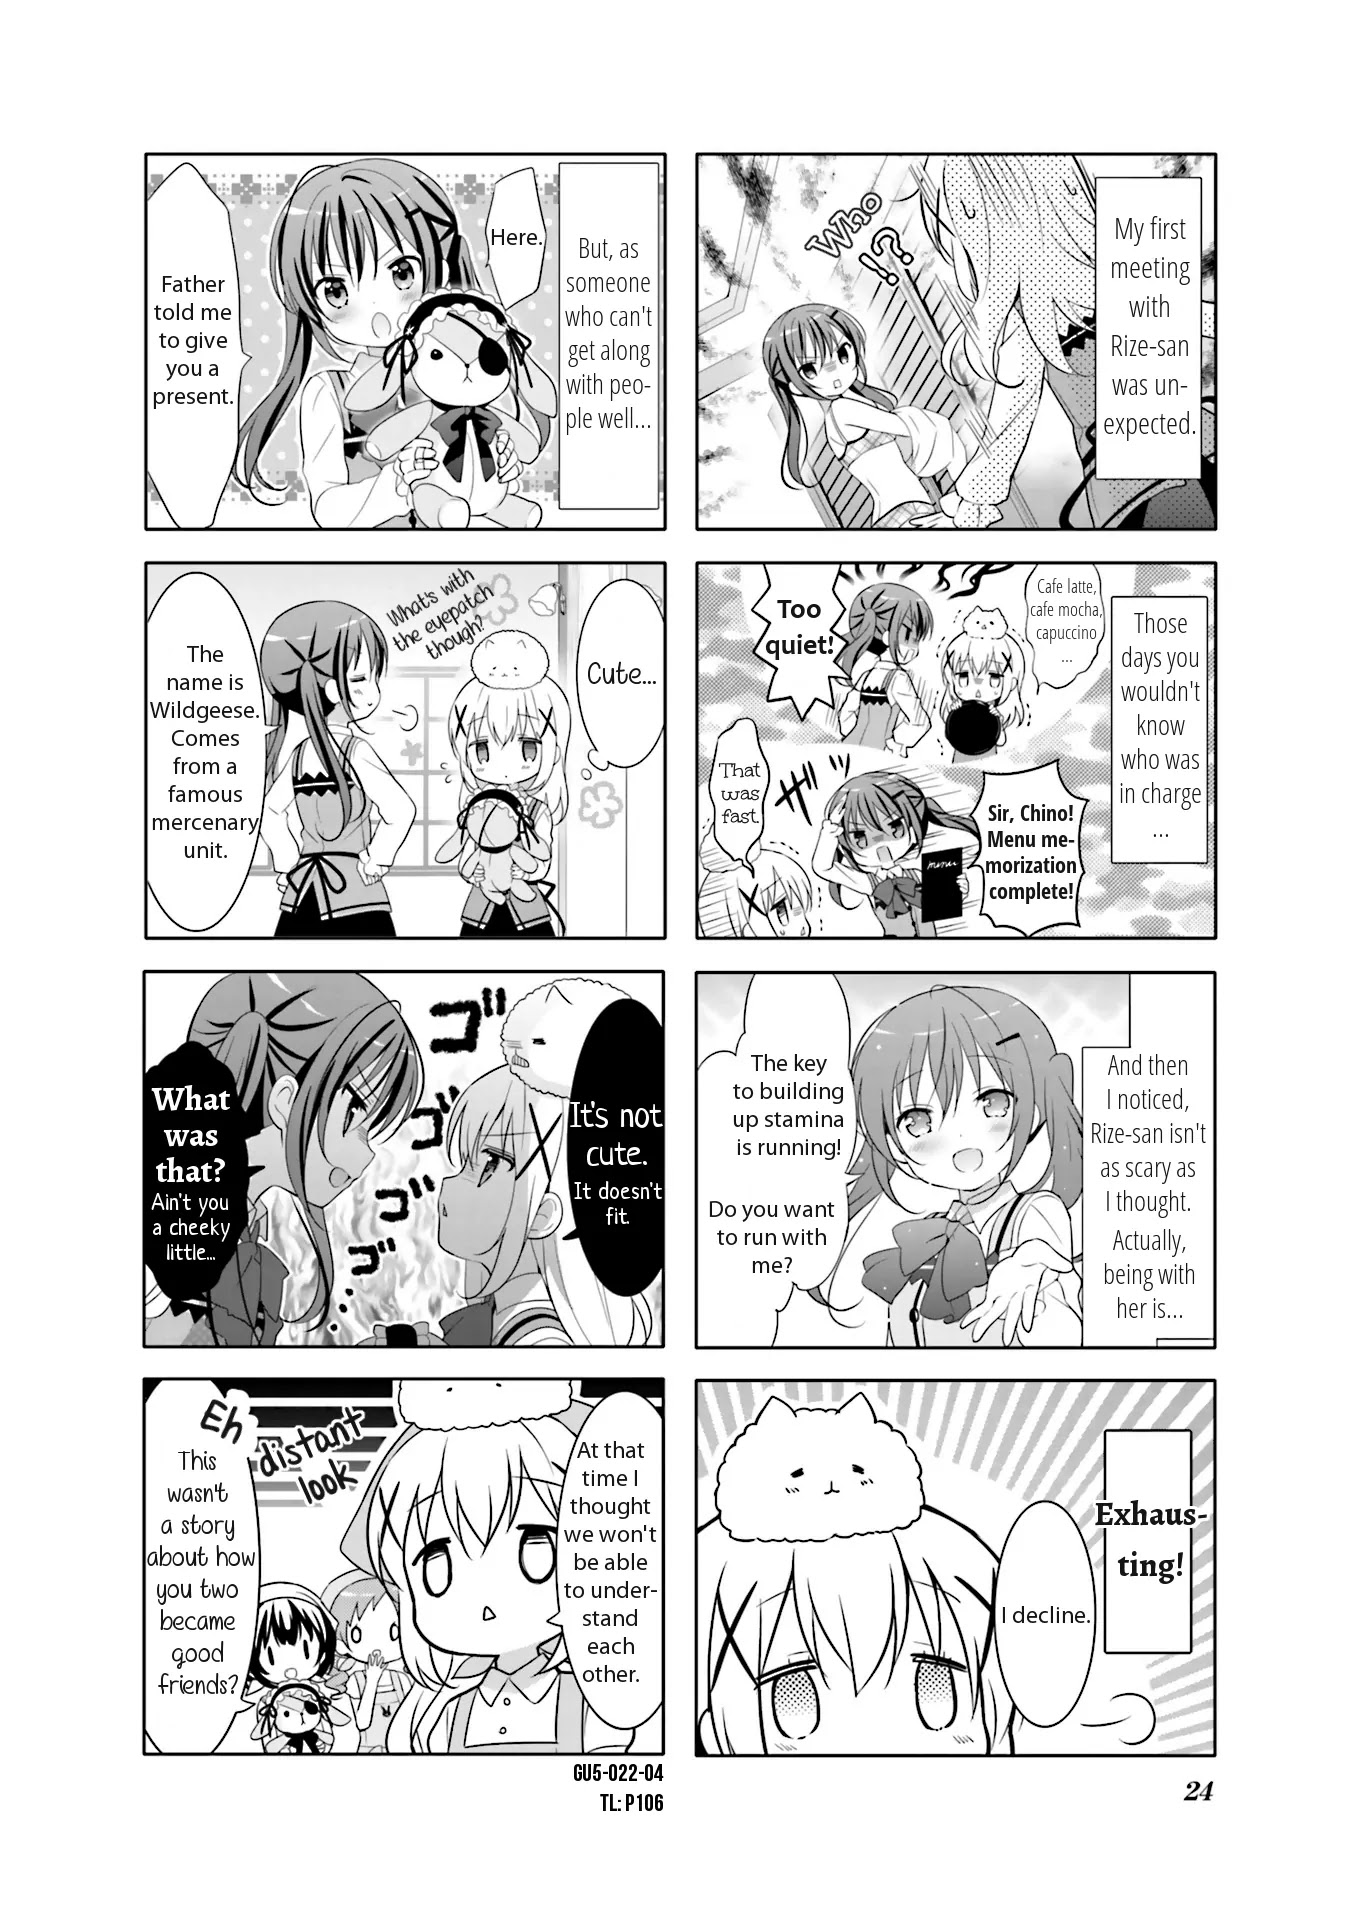 My first
meeting
with
Rize-san
was un-
expected.
Who
!?
Those
days you
wouldn't
know
who was
in charge
...
Cafe latte,
cafe mocha,
capuccino
...
Too
quiet!
Sir, Chino!
Menu me-
morization
complete!
menu
ザッ
That
was
fast.
And then
I noticed,
Rize-san isn't
as scary as
I thought.
Actually,
being with
her is...
The key
to building
up stamina
is running!
Do you want
to run with
me?
Exhaus-
ting!
I decline.
But, as
someone
who can't
get along
with peo-
ple well...
Here.
Father
told me
to give
you a
present.
Cute...
What's with
the eyepatch
though?
The
name is
Wildgeese.
Comes
from a
famous
mercenary
unit.
It's not
cute.
It doesn't
fit.
ゴゴゴゴ...
What
was
that?
Ain't you
a cheeky
little...
At that
time I
thought
we won't
be able
to under-
stand
each
other.
distant
look
Eh
This
wasn't
a story
about how
you two
became
good
friends?
GU5-022-04
TL: P106
24